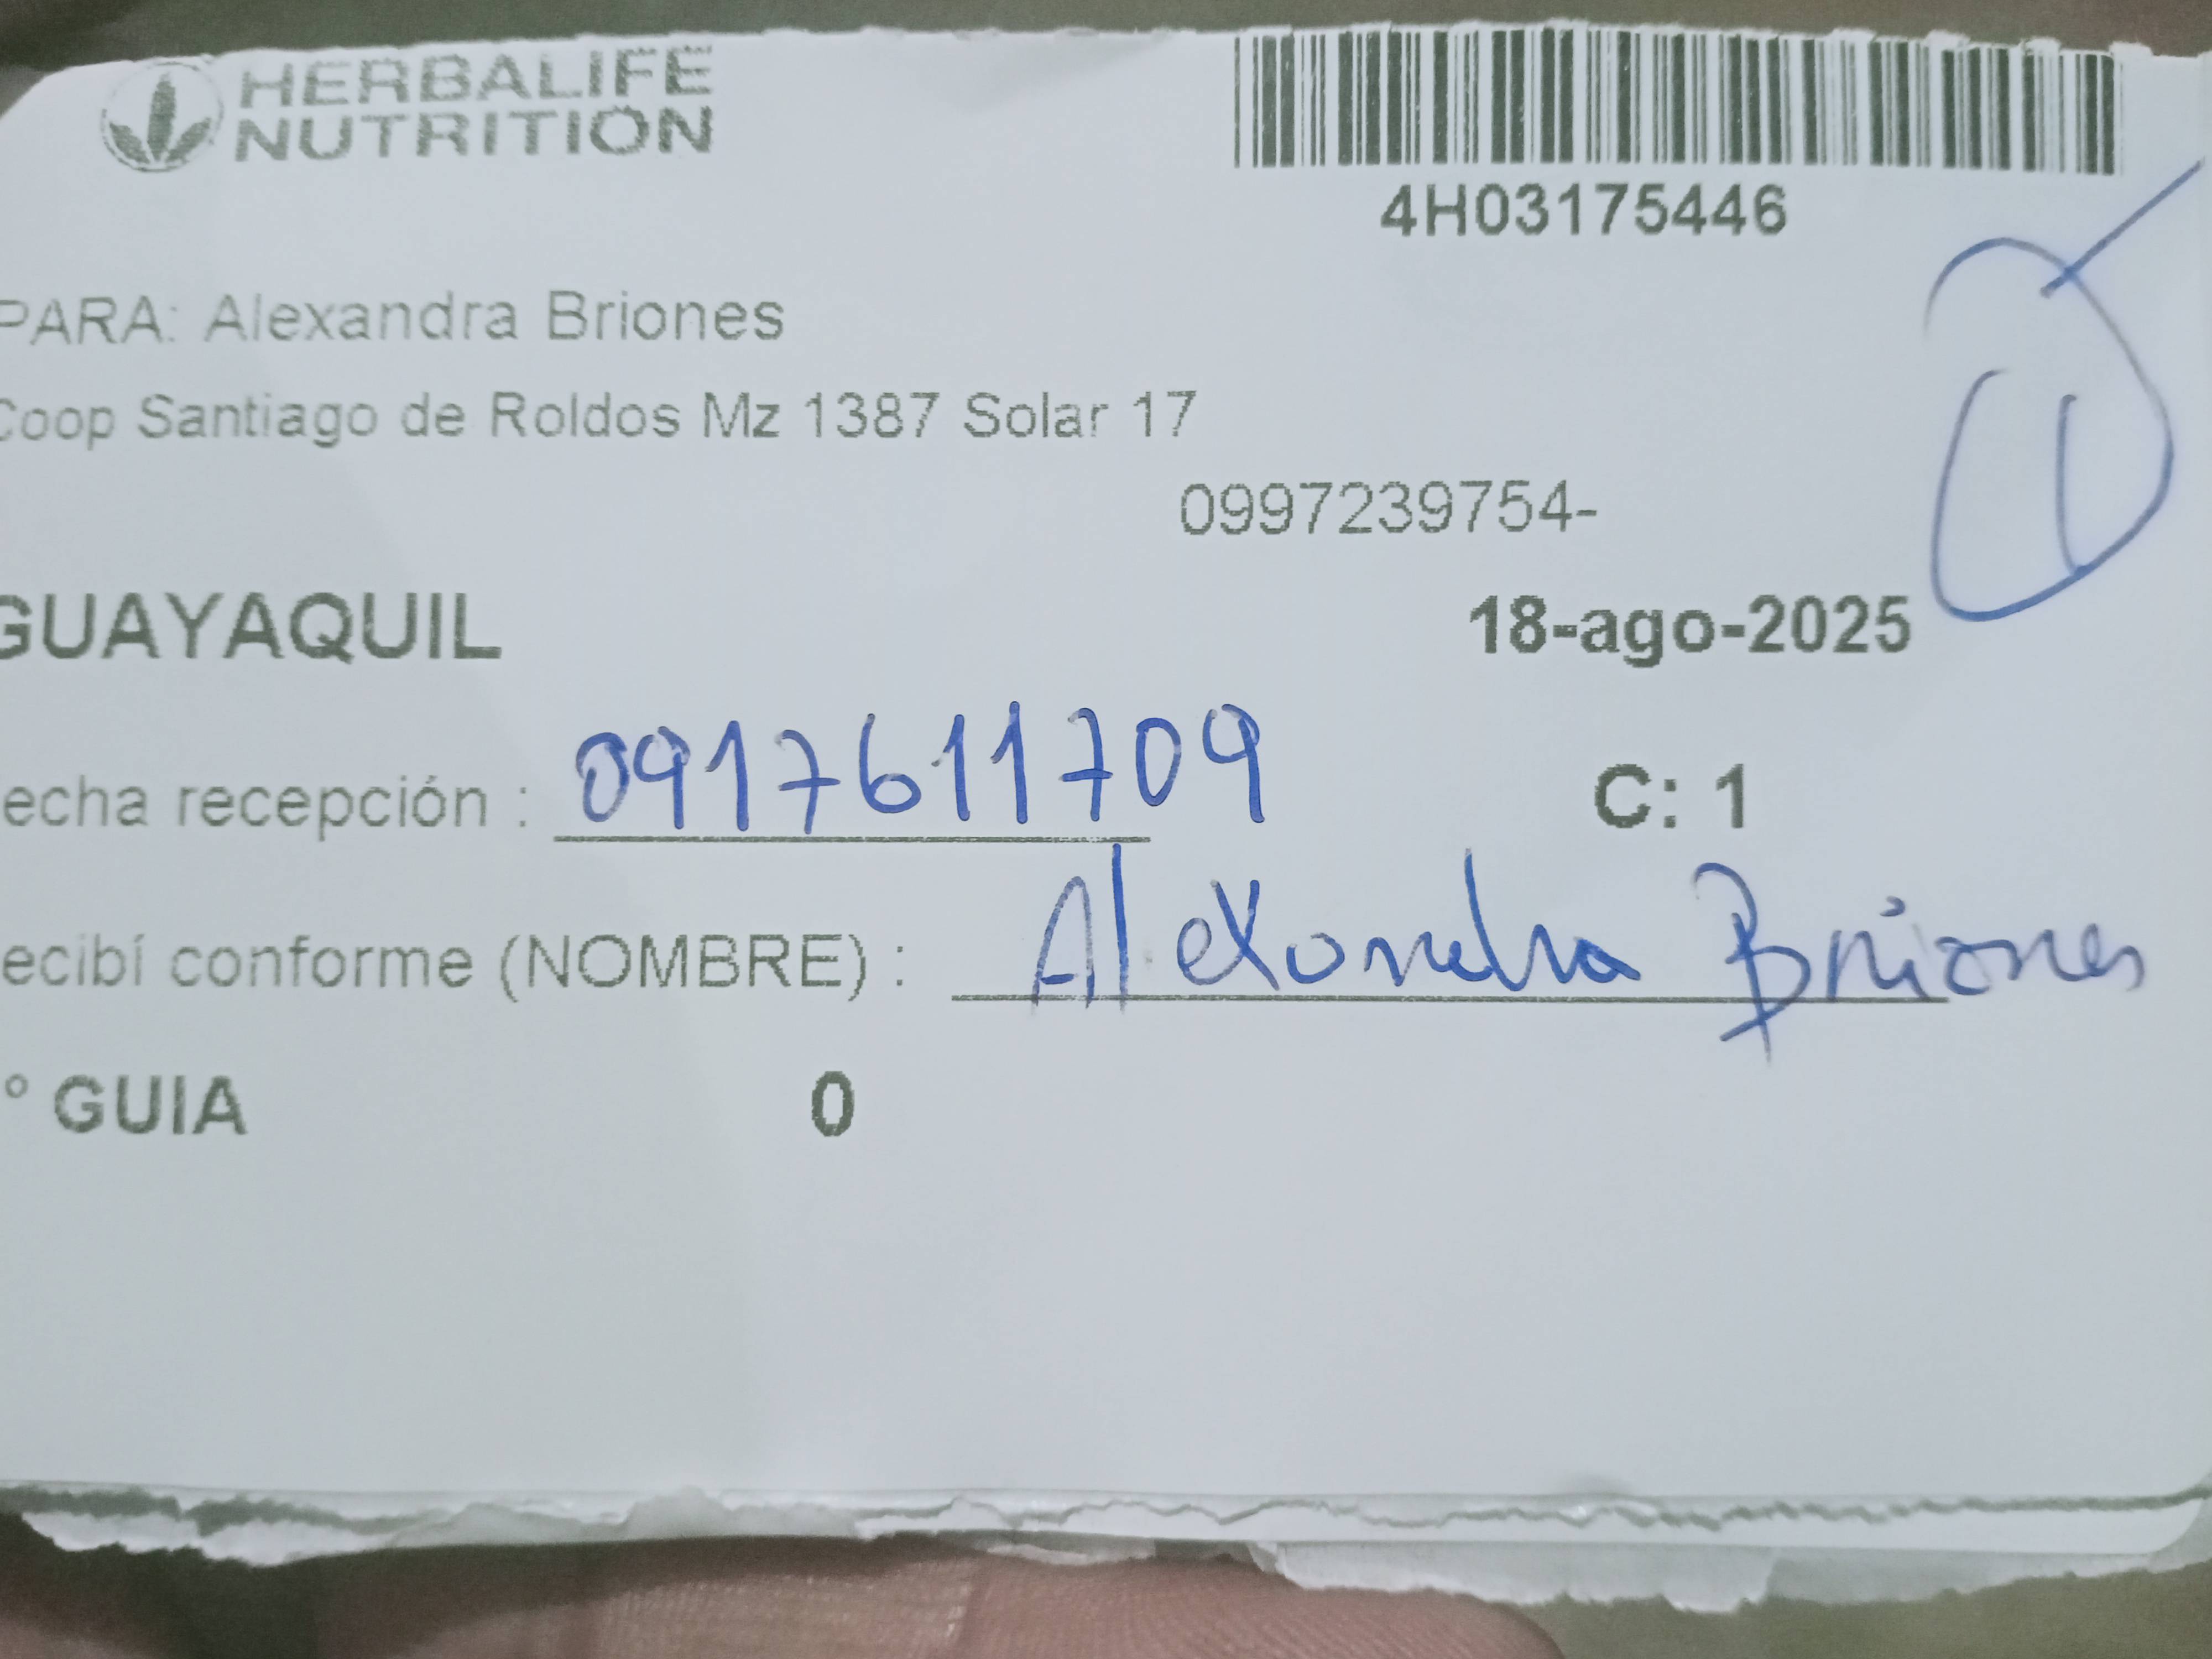 HERBALIFE
NUTRITION
4H03175446
PARA: Alexandra Briones
Coop Santiago de Roldos Mz 1387 Solar 17
0997239754-
GUAYAQUIL
18-ago-2025
echa recepción : 0917611709
C: 1
ecibí conforme (NOMBRE) : Alexandra Briones
° GUIA 0